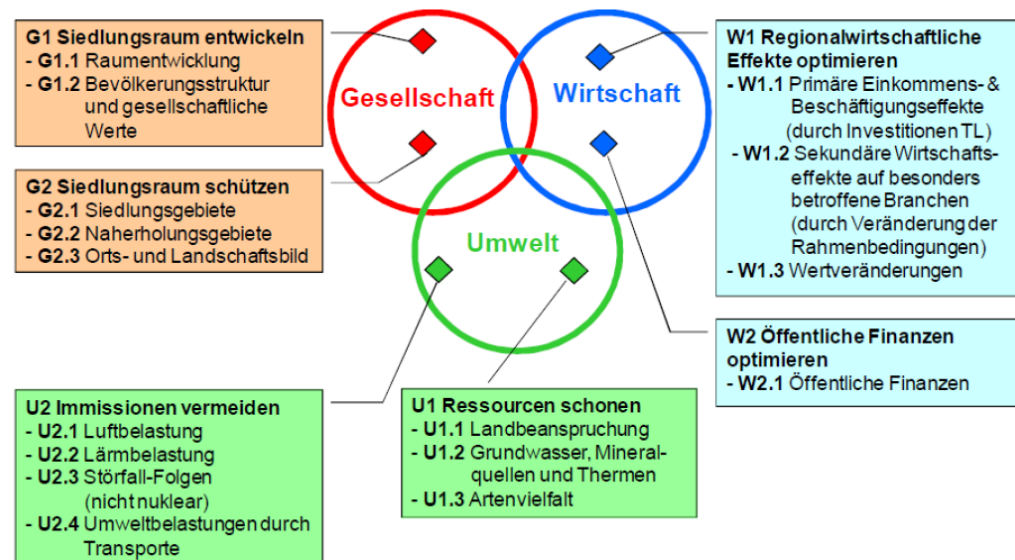 G1 Siedlungsraum entwickeln
- G1.1 Raumentwicklung
- G1.2 Bevölkerungsstruktur
und gesellschaftliche
Werte
G2 Siedlungsraum schützen
- G2.1 Siedlungsgebiete
- G2.2 Naherholungsgebiete
- G2.3 Orts- und Landschaftsbild
Gesellschaft
Wirtschaft
Umwelt
W1 Regionalwirtschaftliche
Effekte optimieren
- W1.1 Primäre Einkommens- &
Beschäftigungseffekte
(durch Investitionen TL)
- W1.2 Sekundäre Wirtschafts-
effekte auf besonders
betroffene Branchen
(durch Veränderung der
Rahmenbedingungen)
- W1.3 Wertveränderungen
W2 Öffentliche Finanzen
optimieren
- W2.1 Öffentliche Finanzen
U2 Immissionen vermeiden
- U2.1 Luftbelastung
- U2.2 Lärmbelastung
- U2.3 Störfall-Folgen
(nicht nuklear)
- U2.4 Umweltbelastungen durch
Transporte
U1 Ressourcen schonen
- U1.1 Landbeanspruchung
- U1.2 Grundwasser, Mineral-
quellen und Thermen
- U1.3 Artenvielfalt